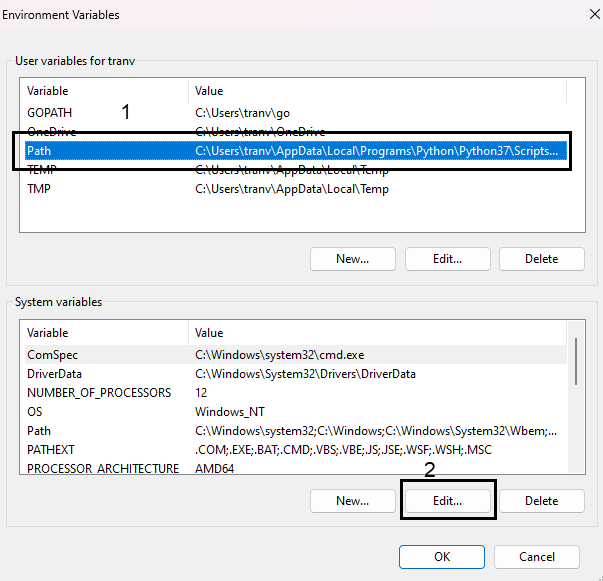 Environment Variables
User variables for tranv
Variable Value
1
GOPATH C:\Users\tranv\go
OneDrive C:\Users\tranv\OneDrive
Path C:\Users\tranv\AppData\Local\Programs\Python\Python37\Scripts...
TEMP C:\Users\tranv\AppData\Local\Temp
TMP C:\Users\tranv\AppData\Local\Temp
New... Edit... Delete
System variables
Variable Value
ComSpec C:\Windows\system32\cmd.exe
DriverData C:\Windows\System32\Drivers\DriverData
NUMBER_OF_PROCESSORS 12
OS Windows_NT
Path C:\Windows\system32;C:\Windows;C:\Windows\System32\Wbem;...
PATHEXT .COM;.EXE;.BAT;.CMD;.VBS;.VBE;.JS;.JSE;.WSF;.WSH;.MSC
PROCESSOR_ARCHITECTURE AMD64
2
New... Edit... Delete
OK Cancel